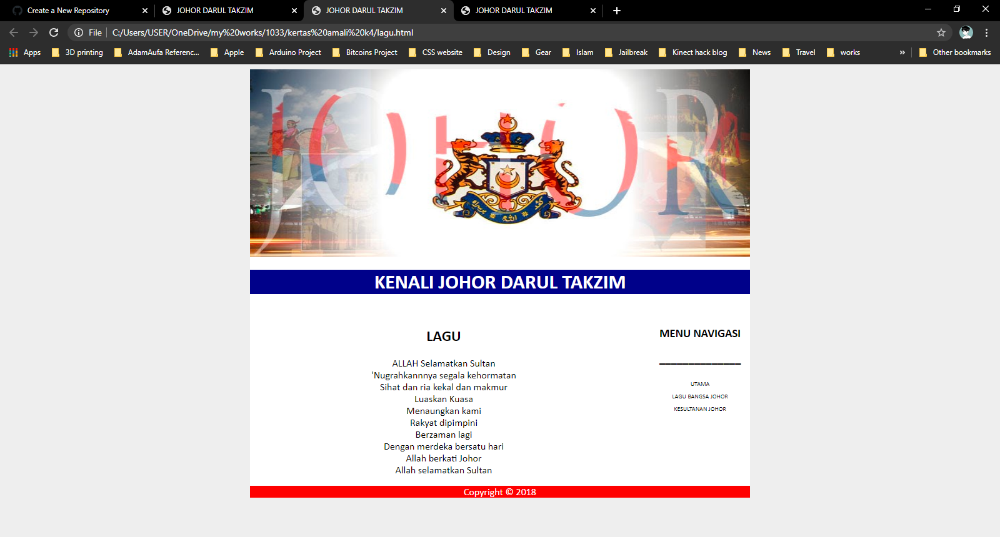 Create a New Repository
JOHOR DARUL TAKZIM
JOHOR DARUL TAKZIM
JOHOR DARUL TAKZIM
File
C:/Users/USER/OneDrive/my%20works/1033/kertas%20amali%20k4/lagu.html
Apps
3D printing
AdamAufa Referenc...
Apple
Arduino Project
Bitcoins Project
CSS website
Design
Gear
Islam
Jailbreak
Kinect hack blog
News
Travel
works
»
Other bookmarks
JOHOR
KENALI JOHOR DARUL TAKZIM
LAGU
ALLAH Selamatkan Sultan
'Nugrahkannnya segala kehormatan
Sihat dan ria kekal dan makmur
Luaskan Kuasa
Menaungkan kami
Rakyat dipimpini
Berzaman lagi
Dengan merdeka bersatu hari
Allah berkati Johor
Allah selamatkan Sultan
MENU NAVIGASI
UTAMA
LAGU BANGSA JOHOR
KESULTANAN JOHOR
Copyright © 2018